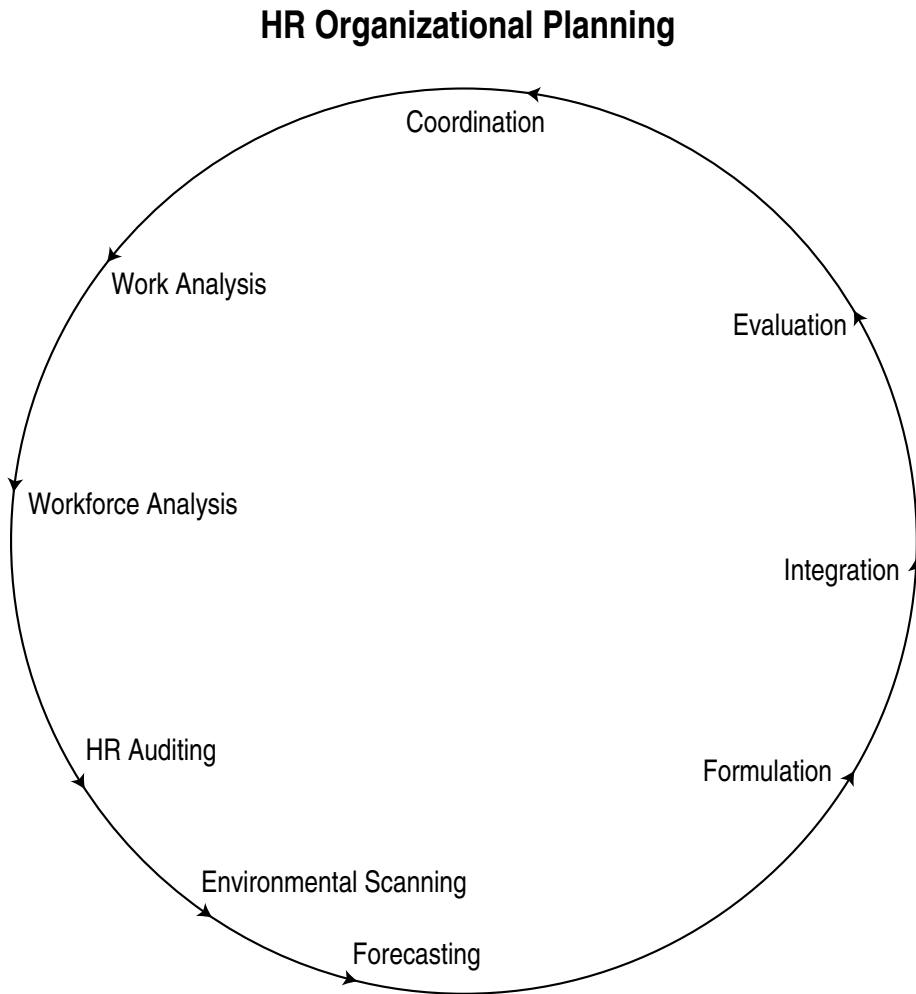 HR Organizational Planning
Coordination
Work Analysis
Evaluation
Workforce Analysis
Integration
HR Auditing
Formulation
Environmental Scanning
Forecasting